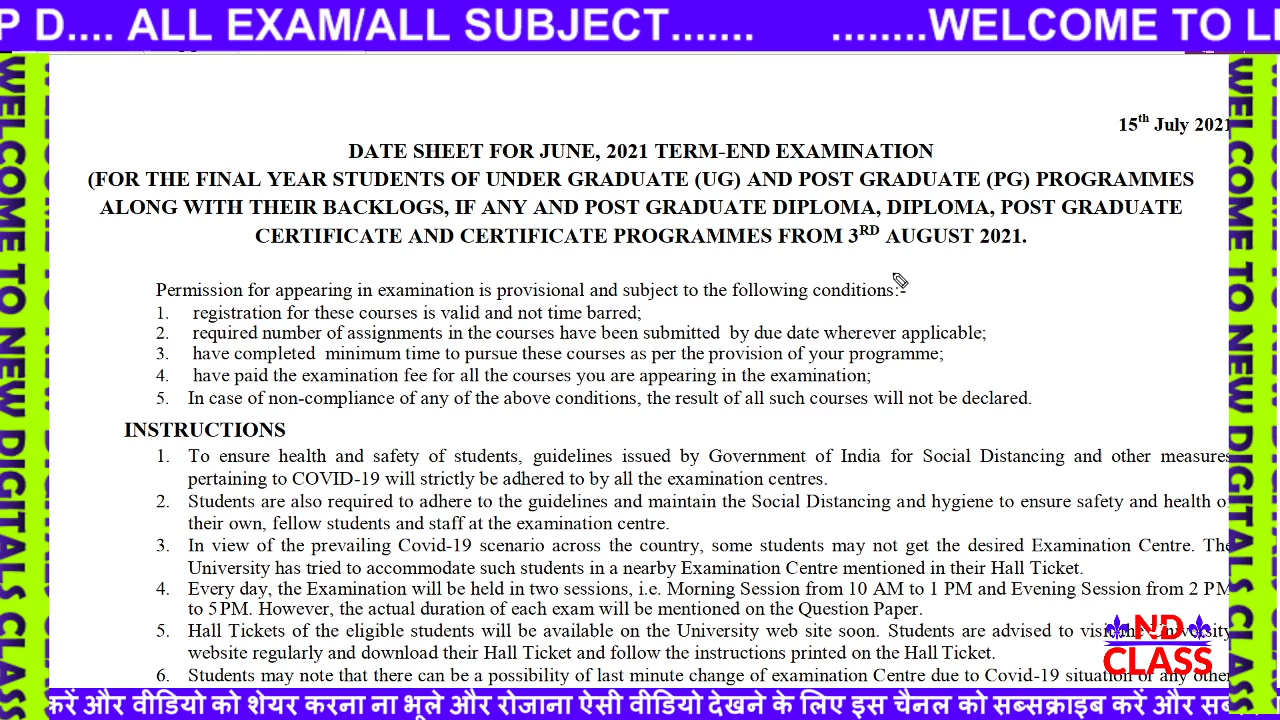 P D.... ALL EXAM/ALL SUBJECT....... ........WELCOME TO
15th July 2021
DATE SHEET FOR JUNE, 2021 TERM-END EXAMINATION
(FOR THE FINAL YEAR STUDENTS OF UNDER GRADUATE (UG) AND POST GRADUATE (PG) PROGRAMMES
ALONG WITH THEIR BACKLOGS, IF ANY AND POST GRADUATE DIPLOMA, DIPLOMA, POST GRADUATE
CERTIFICATE AND CERTIFICATE PROGRAMMES FROM 3RD AUGUST 2021.
Permission for appearing in examination is provisional and subject to the following conditions:-
1. registration for these courses is valid and not time barred;
2. required number of assignments in the courses have been submitted by due date wherever applicable;
3. have completed minimum time to pursue these courses as per the provision of your programme;
4. have paid the examination fee for all the courses you are appearing in the examination;
5. In case of non-compliance of any of the above conditions, the result of all such courses will not be declared.
INSTRUCTIONS
1. To ensure health and safety of students, guidelines issued by Government of India for Social Distancing and other measures
pertaining to COVID-19 will strictly be adhered to by all the examination centres.
2. Students are also required to adhere to the guidelines and maintain the Social Distancing and hygiene to ensure safety and health of
their own, fellow students and staff at the examination centre.
3. In view of the prevailing Covid-19 scenario across the country, some students may not get the desired Examination Centre. The
University has tried to accommodate such students in a nearby Examination Centre mentioned in their Hall Ticket.
4. Every day, the Examination will be held in two sessions, i.e. Morning Session from 10 AM to 1 PM and Evening Session from 2 PM
to 5 PM. However, the actual duration of each exam will be mentioned on the Question Paper.
5. Hall Tickets of the eligible students will be available on the University web site soon. Students are advised to visit the University
website regularly and download their Hall Ticket and follow the instructions printed on the Hall Ticket.
6. Students may note that there can be a possibility of last minute change of examination Centre due to Covid-19 situation or any other
ND
CLASS
WELCOME TO NEW DIGITALS CLASS
WELCOME TO NEW DIGITALS CLASS
करें और वीडियो को शेयर करना ना भूले और रोजाना ऐसी वीडियो देखने के लिए इस चैनल को सब्सक्राइब करें और